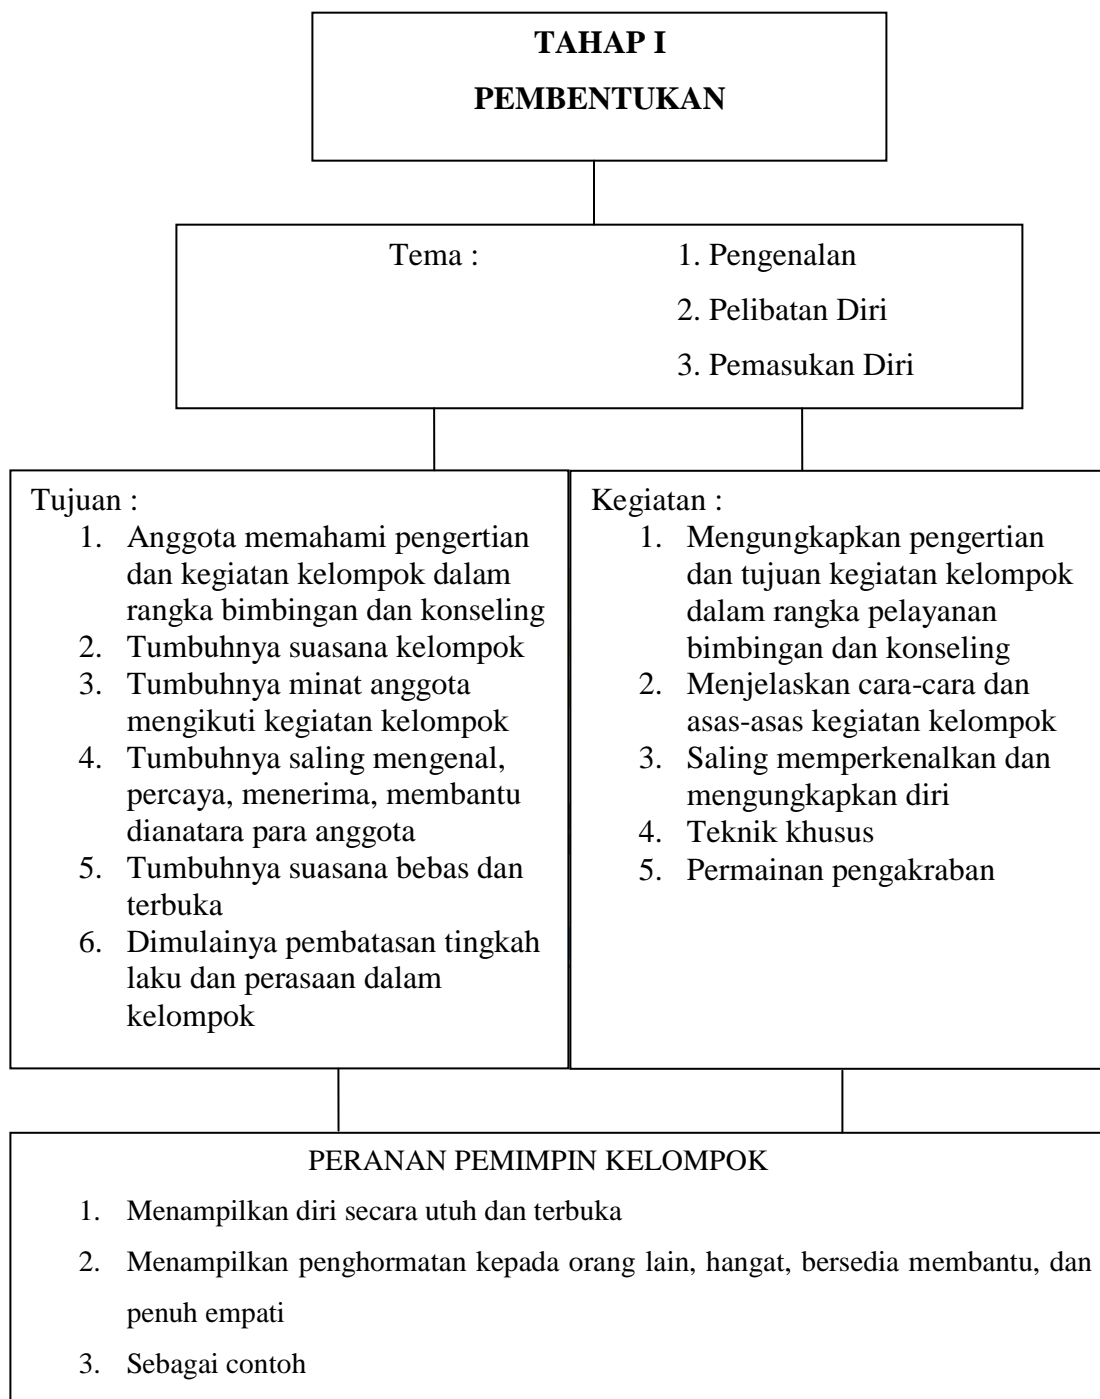 TAHAP I
PEMBENTUKAN
Tema : 1. Pengenalan
2. Pelibatan Diri
3. Pemasukan Diri
Tujuan :
1. Anggota memahami pengertian
dan kegiatan kelompok dalam
rangka bimbingan dan konseling
2. Tumbuhnya suasana kelompok
3. Tumbuhnya minat anggota
mengikuti kegiatan kelompok
4. Tumbuhnya saling mengenal,
percaya, menerima, membantu
dianatara para anggota
5. Tumbuhnya suasana bebas dan
terbuka
6. Dimulainya pembatasan tingkah
laku dan perasaan dalam
kelompok
Kegiatan :
1. Mengungkapkan pengertian
dan tujuan kegiatan kelompok
dalam rangka pelayanan
bimbingan dan konseling
2. Menjelaskan cara-cara dan
asas-asas kegiatan kelompok
3. Saling memperkenalkan dan
mengungkapkan diri
4. Teknik khusus
5. Permainan pengakraban
PERANAN PEMIMPIN KELOMPOK
1. Menampilkan diri secara utuh dan terbuka
2. Menampilkan penghormatan kepada orang lain, hangat, bersedia membantu, dan
penuh empati
3. Sebagai contoh